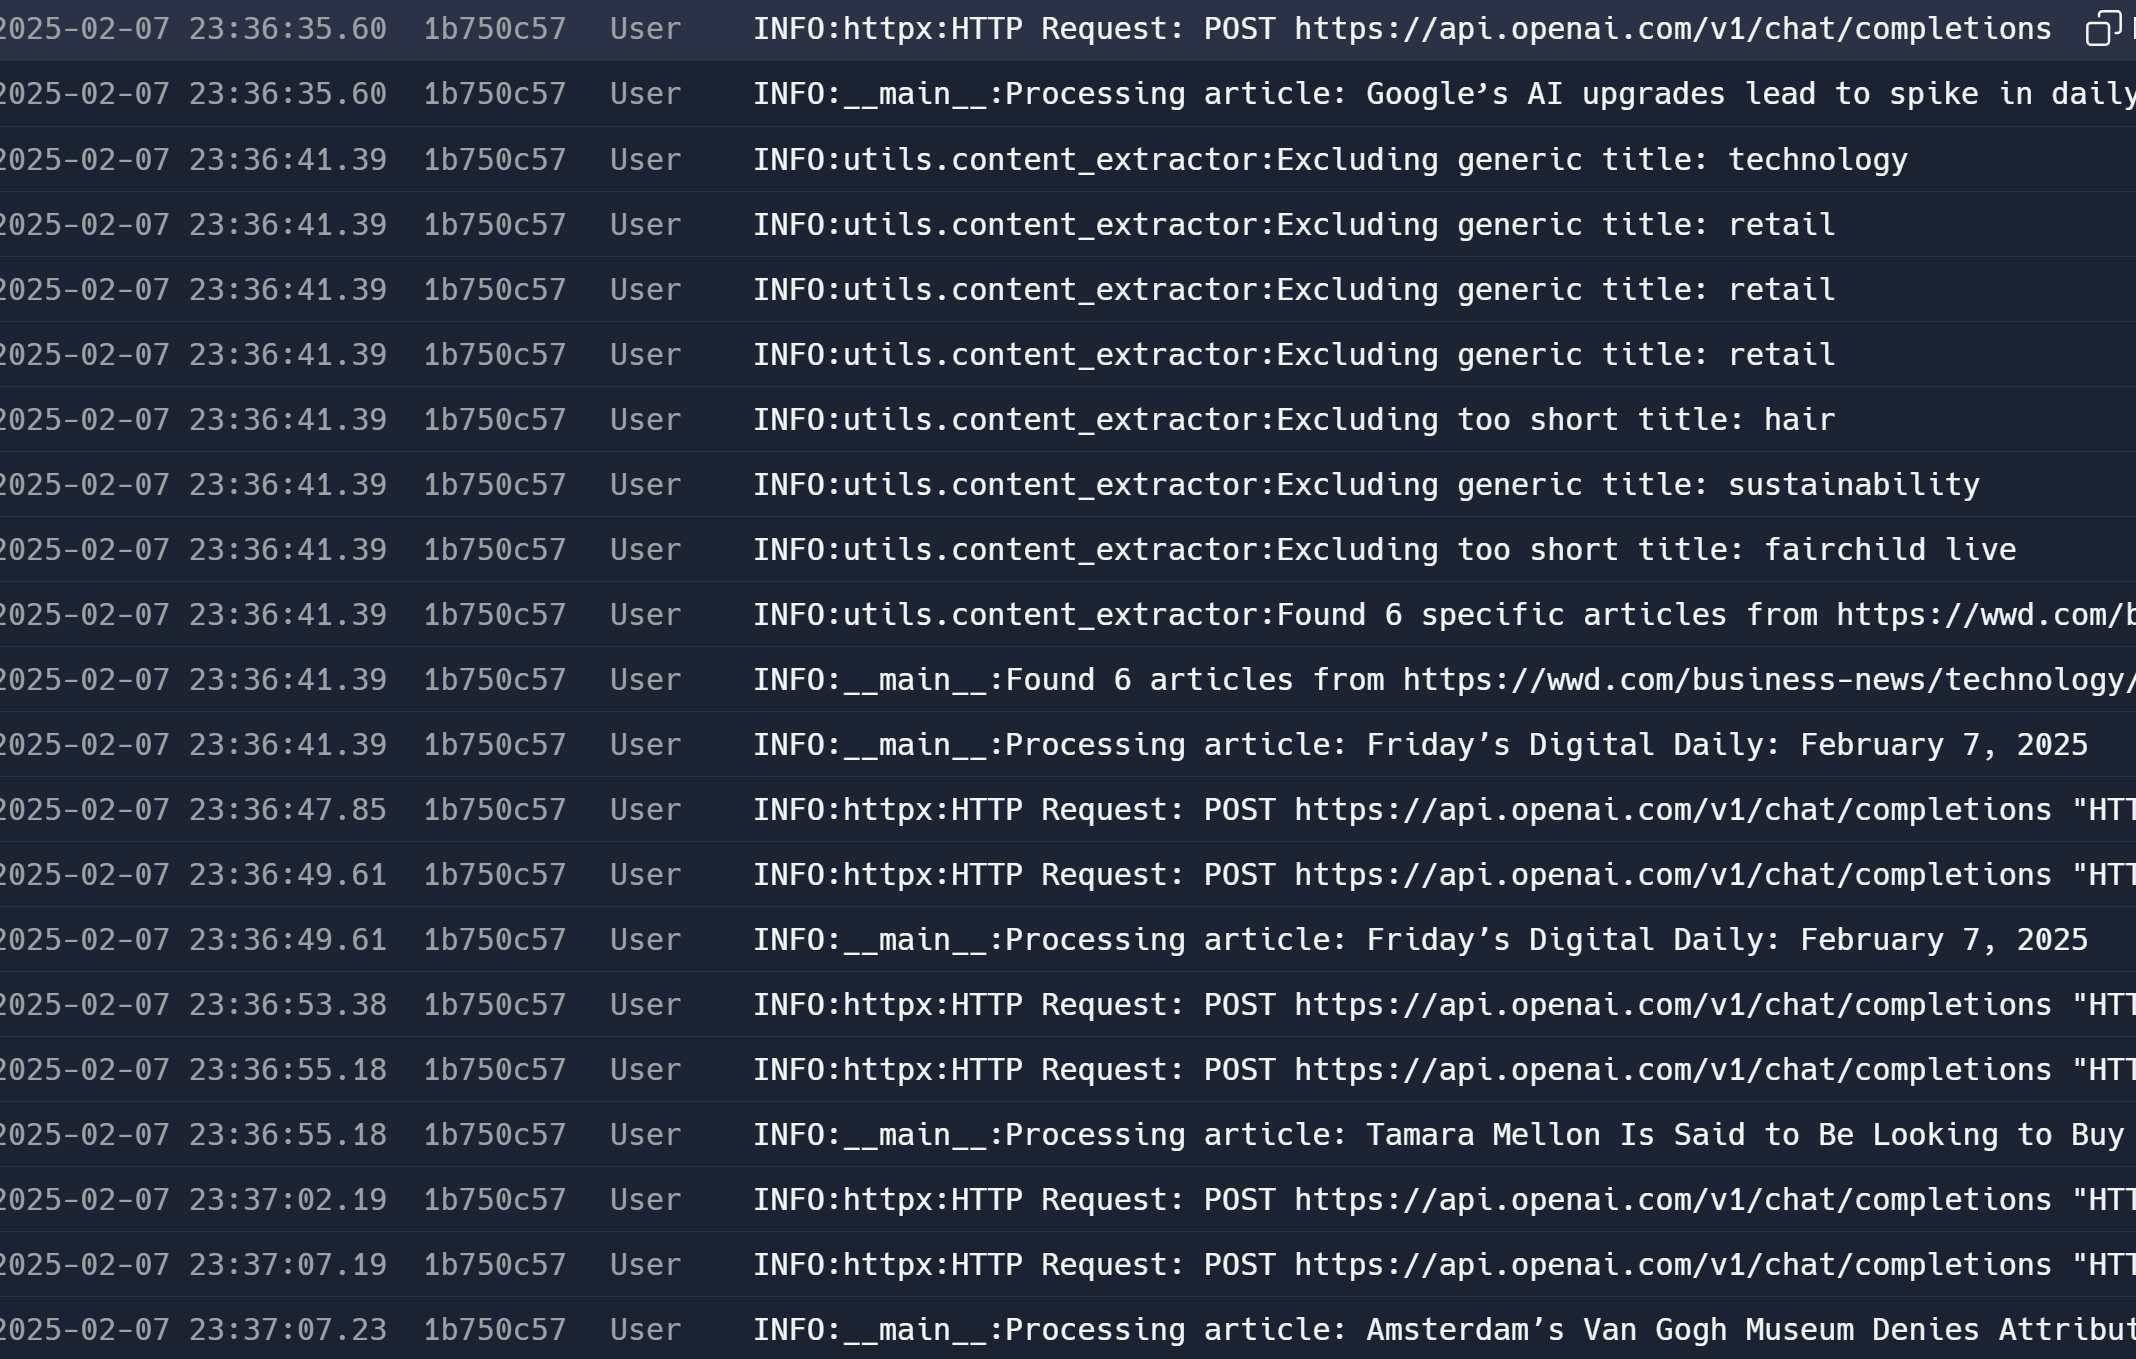 2025-02-07 23:36:35.60 1b750c57 User INFO:httpx:HTTP Request: POST https://api.openai.com/v1/chat/completions
2025-02-07 23:36:35.60 1b750c57 User INFO:__main__:Processing article: Google’s AI upgrades lead to spike in daily
2025-02-07 23:36:41.39 1b750c57 User INFO:utils.content_extractor:Excluding generic title: technology
2025-02-07 23:36:41.39 1b750c57 User INFO:utils.content_extractor:Excluding generic title: retail
2025-02-07 23:36:41.39 1b750c57 User INFO:utils.content_extractor:Excluding generic title: retail
2025-02-07 23:36:41.39 1b750c57 User INFO:utils.content_extractor:Excluding generic title: retail
2025-02-07 23:36:41.39 1b750c57 User INFO:utils.content_extractor:Excluding too short title: hair
2025-02-07 23:36:41.39 1b750c57 User INFO:utils.content_extractor:Excluding generic title: sustainability
2025-02-07 23:36:41.39 1b750c57 User INFO:utils.content_extractor:Excluding too short title: fairchild live
2025-02-07 23:36:41.39 1b750c57 User INFO:utils.content_extractor:Found 6 specific articles from https://wwd.com/b
2025-02-07 23:36:41.39 1b750c57 User INFO:__main__:Found 6 articles from https://wwd.com/business-news/technology/
2025-02-07 23:36:41.39 1b750c57 User INFO:__main__:Processing article: Friday’s Digital Daily: February 7, 2025
2025-02-07 23:36:47.85 1b750c57 User INFO:httpx:HTTP Request: POST https://api.openai.com/v1/chat/completions "HTT
2025-02-07 23:36:49.61 1b750c57 User INFO:httpx:HTTP Request: POST https://api.openai.com/v1/chat/completions "HTT
2025-02-07 23:36:49.61 1b750c57 User INFO:__main__:Processing article: Friday’s Digital Daily: February 7, 2025
2025-02-07 23:36:53.38 1b750c57 User INFO:httpx:HTTP Request: POST https://api.openai.com/v1/chat/completions "HTT
2025-02-07 23:36:55.18 1b750c57 User INFO:httpx:HTTP Request: POST https://api.openai.com/v1/chat/completions "HTT
2025-02-07 23:36:55.18 1b750c57 User INFO:__main__:Processing article: Tamara Mellon Is Said to Be Looking to Buy
2025-02-07 23:37:02.19 1b750c57 User INFO:httpx:HTTP Request: POST https://api.openai.com/v1/chat/completions "HTT
2025-02-07 23:37:07.19 1b750c57 User INFO:httpx:HTTP Request: POST https://api.openai.com/v1/chat/completions "HTT
2025-02-07 23:37:07.23 1b750c57 User INFO:__main__:Processing article: Amsterdam’s Van Gogh Museum Denies Attribut